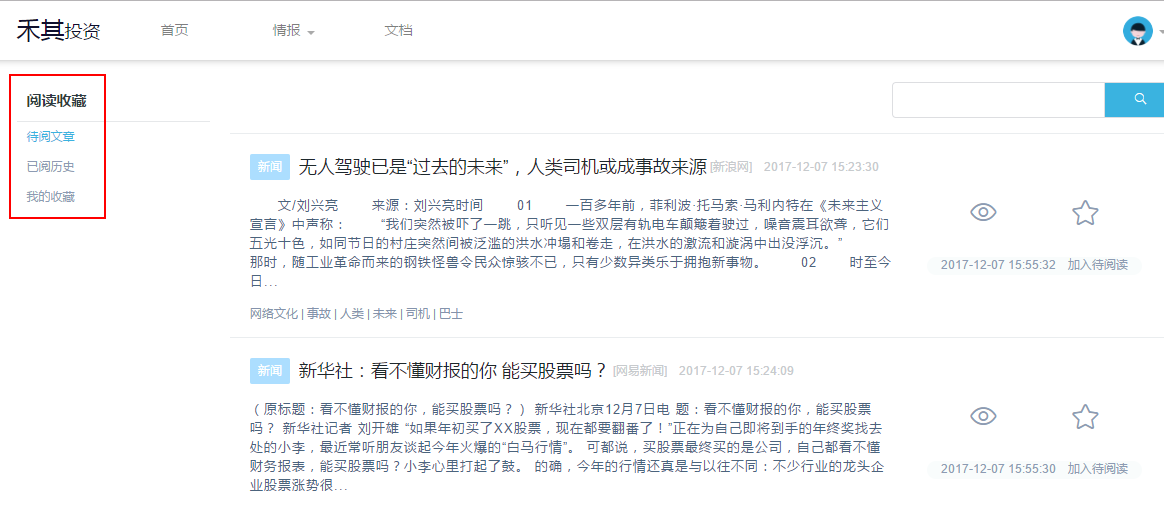 禾其投资 首页 情报 文档
阅读收藏
待阅文章
已阅历史
我的收藏
新闻 无人驾驶已是“过去的未来”，人类司机或成事故来源 [新浪网] 2017-12-07 15:23:30
文/刘兴亮 来源：刘兴亮时间 01 一百多年前，菲利波·托马索·马利内特在《未来主义
宣言》中声称： “我们突然被吓了一跳，只听见一些双层有轨电车颠簸着驶过，噪音震耳欲聋，它们
五光十色，如同节日的村庄突然间被泛滥的洪水冲塌和卷走，在洪水的激流和漩涡中出没浮沉。”
那时，随工业革命而来的钢铁怪兽令民众惊骇不已，只有少数异类乐于拥抱新事物。 02 时至今
日...
2017-12-07 15:55:32 加入待阅读
网络文化 | 事故 | 人类 | 未来 | 司机 | 巴士
新闻 新华社：看不懂财报的你 能买股票吗？ [网易新闻] 2017-12-07 15:24:09
（原标题：看不懂财报的你，能买股票吗？） 新华社北京12月7日电 题：看不懂财报的你，能买股票
吗？ 新华社记者 刘开雄 “如果年初买了XX股票，现在都要翻番了！”正在为自己即将到手的年终奖找去
处的小李，最近常听朋友谈起今年火爆的“白马行情”。 可都说，买股票最终买的是公司，自己都看不懂
财务报表，能买股票吗？小李心里打起了鼓。 的确，今年的行情还真是与以往不同：不少行业的龙头企
业股票涨势很...
2017-12-07 15:55:30 加入待阅读